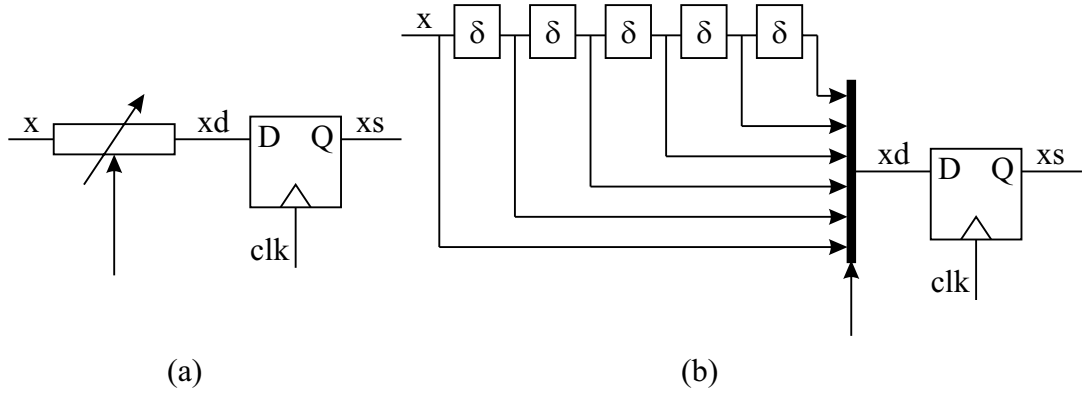 x
δ δ δ δ δ
x
xd
D Q
xs
clk
xd
D Q
xs
clk
(a)
(b)